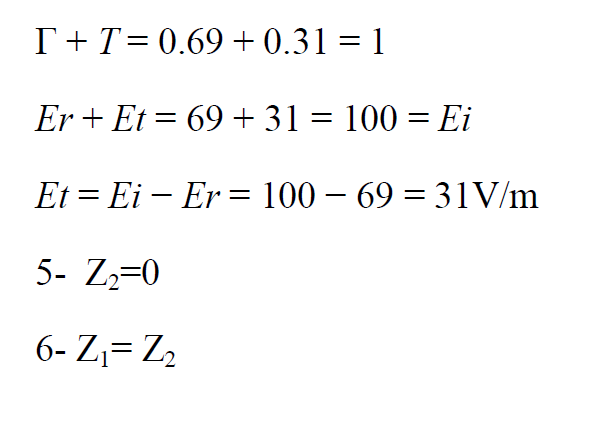 Γ + T = 0.69 + 0.31 = 1
Er + Et = 69 + 31 = 100 = Ei
Et = Ei − Er = 100 − 69 = 31V/m
5- Z₂=0
6- Z₁= Z₂